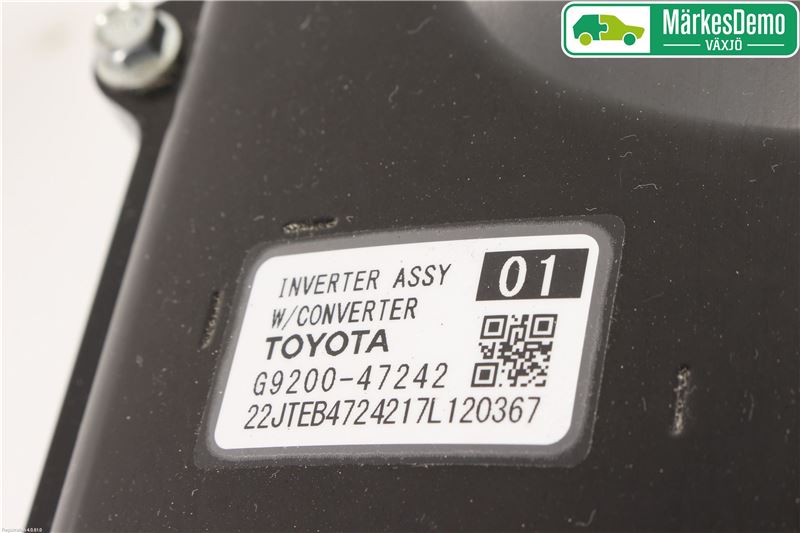 MärkesDemo
VÄXJÖ
INVERTER ASSY
01
W/CONVERTER
TOYOTA
G9200-47242
22JTEB4724217L120367